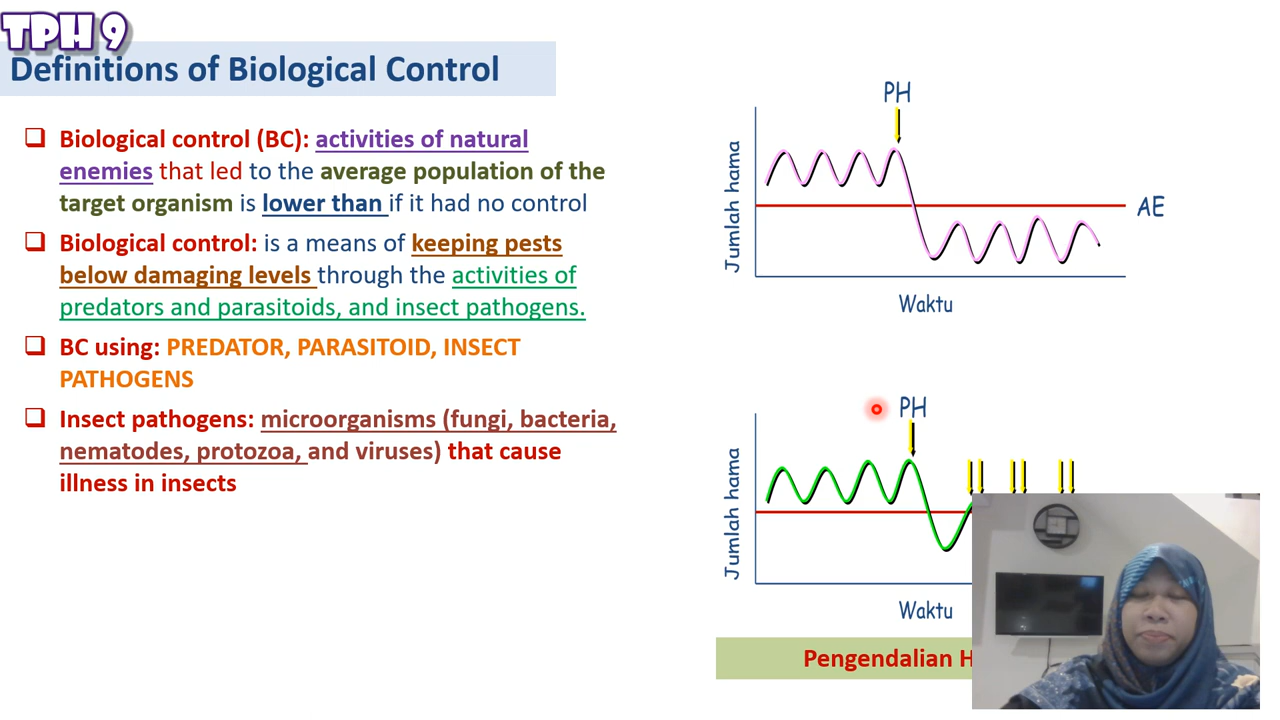 TPH 9
Definitions of Biological Control
Biological control (BC): activities of natural
enemies that led to the average population of the
target organism is lower than if it had no control
Biological control: is a means of keeping pests
below damaging levels through the activities of
predators and parasitoids, and insect pathogens.
BC using: PREDATOR, PARASITOID, INSECT
PATHOGENS
Insect pathogens: microorganisms (fungi, bacteria,
nematodes, protozoa, and viruses) that cause
illness in insects
PH
Jumlah hama
AE
Waktu
PH
Jumlah hama
Waktu
Pengendalian H